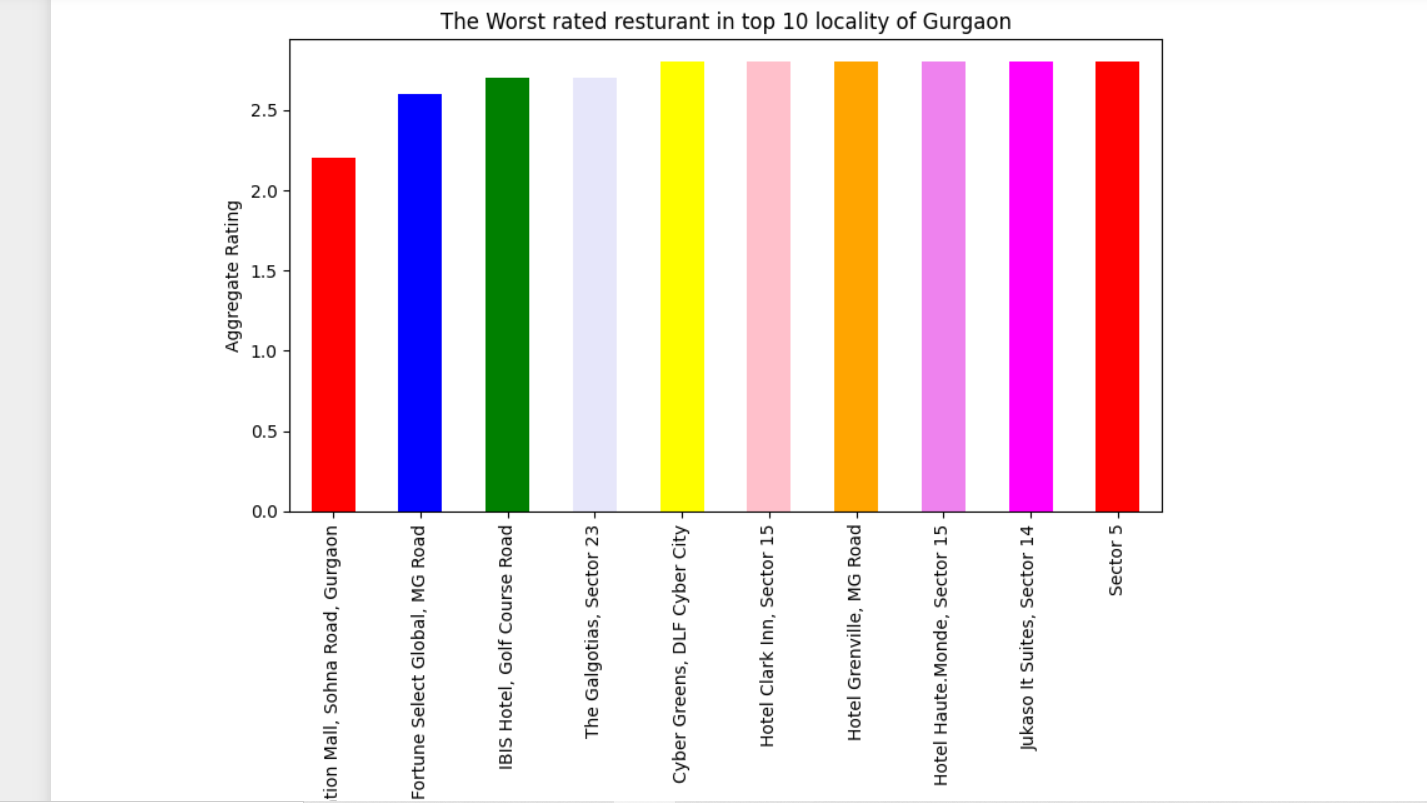 The Worst rated resturant in top 10 locality of Gurgaon
Aggregate Rating
2.5
2.0
1.5
1.0
0.5
0.0
Mall, Sohna Road, Gurgaon
Fortune Select Global, MG Road
IBIS Hotel, Golf Course Road
The Galgotias, Sector 23
Cyber Greens, DLF Cyber City
Hotel Clark Inn, Sector 15
Hotel Grenville, MG Road
Hotel Haute.Monde, Sector 15
Jukaso It Suites, Sector 14
Sector 5